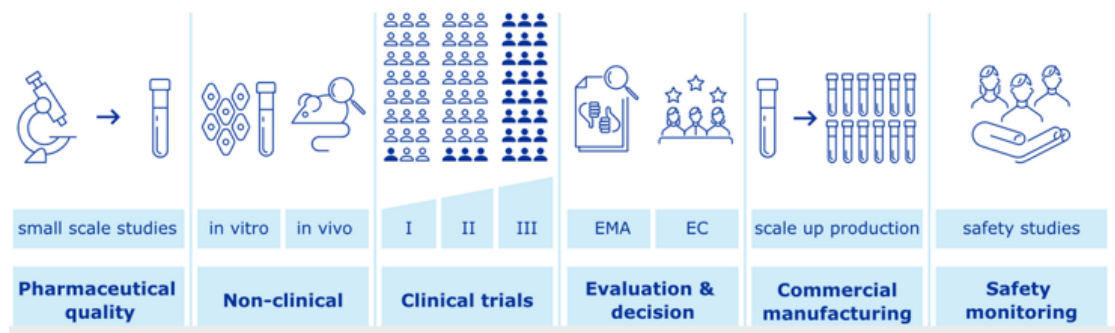 small scale studies
in vitro
in vivo
I
II
III
EMA
EC
scale up production
safety studies
Pharmaceutical
quality
Non-clinical
Clinical trials
Evaluation &
decision
Commercial
manufacturing
Safety
monitoring